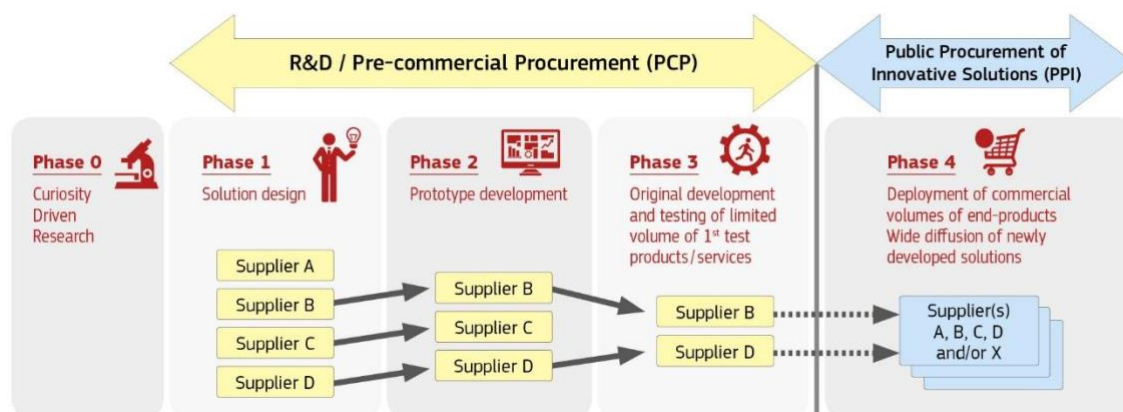 R&D / Pre-commercial Procurement (PCP)
Public Procurement of
Innovative Solutions (PPI)
Phase 0
Curiosity
Driven
Research
Phase 1
Solution design
Supplier A
Supplier B
Supplier C
Supplier D
Phase 2
Prototype development
Supplier B
Supplier C
Supplier D
Phase 3
Original development
and testing of limited
volume of 1st test
products/services
Supplier B
Supplier D
Phase 4
Deployment of commercial
volumes of end-products
Wide diffusion of newly
developed solutions
Supplier(s)
A, B, C, D
and/or X